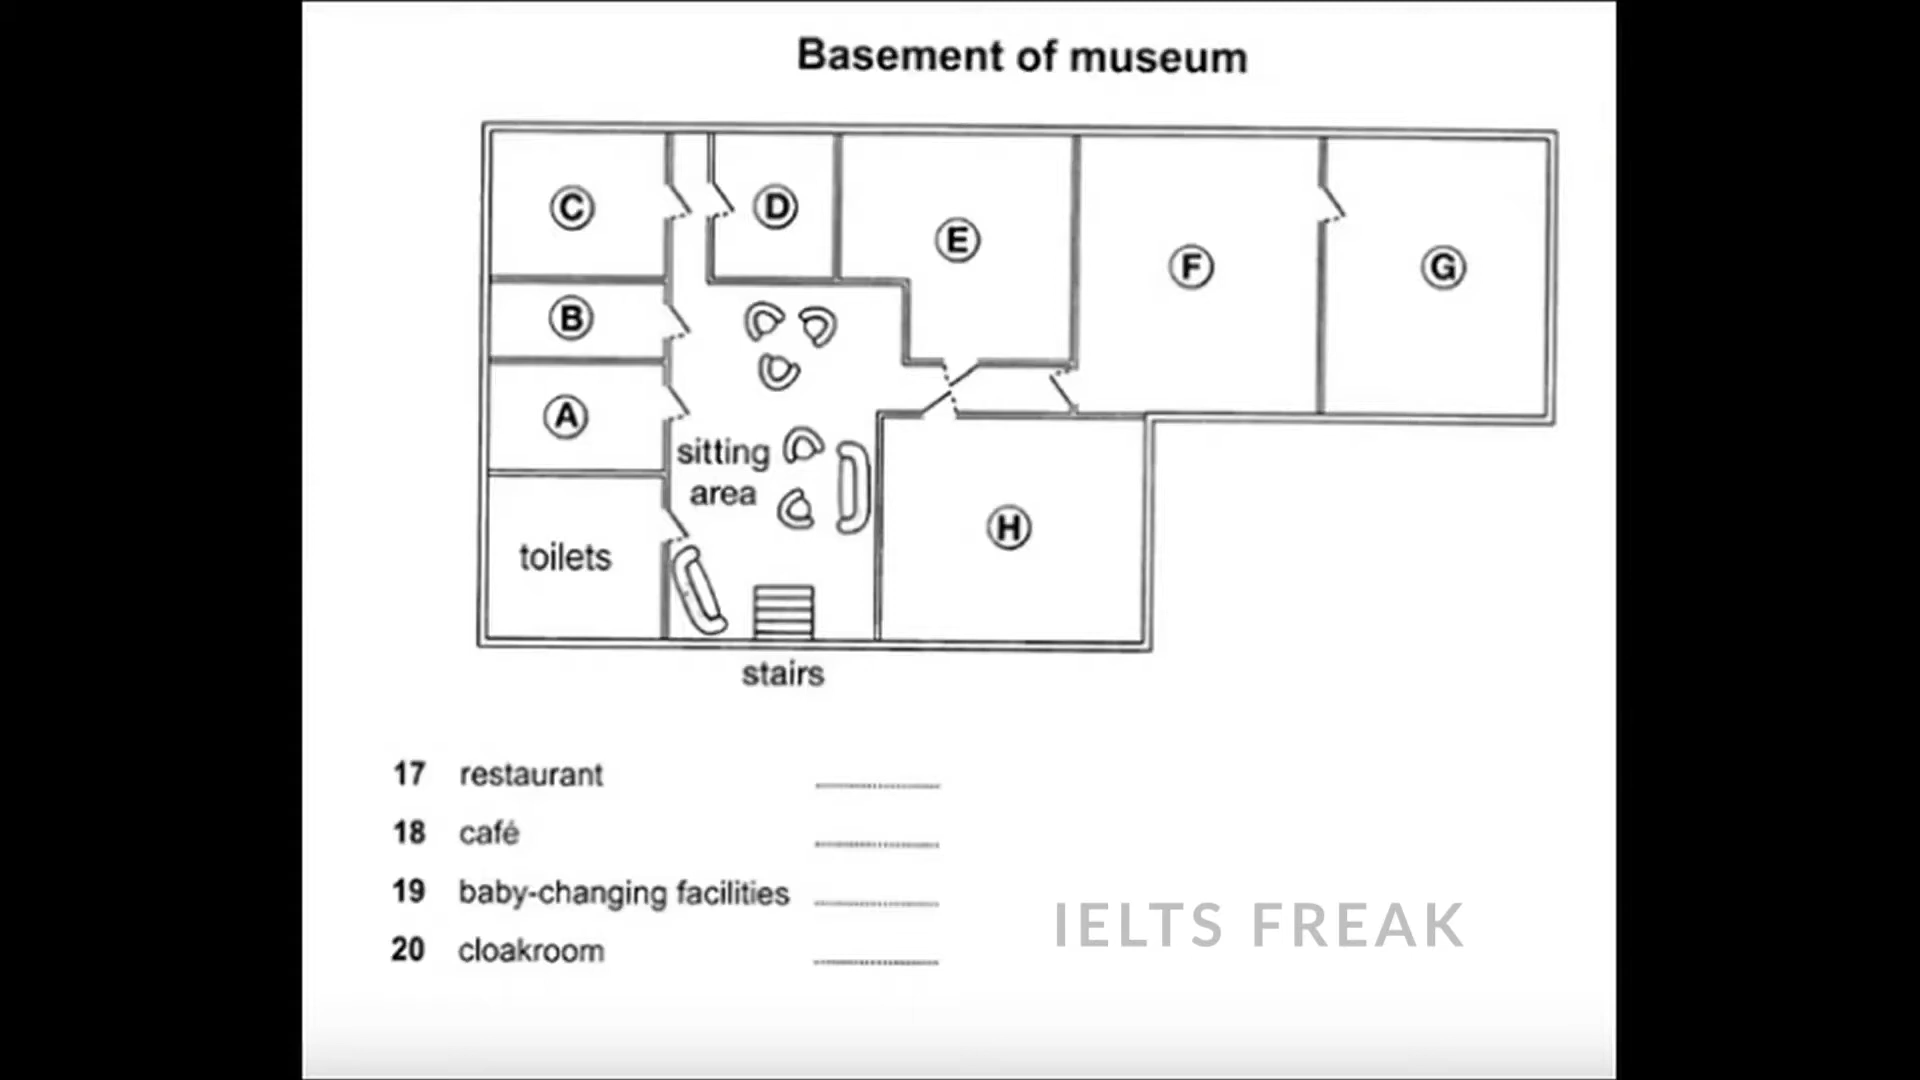 Basement of museum
C
D
E
F
G
B
A
sitting
area
H
toilets
stairs
17 restaurant
18 café
19 baby-changing facilities
20 cloakroom
IELTS FREAK